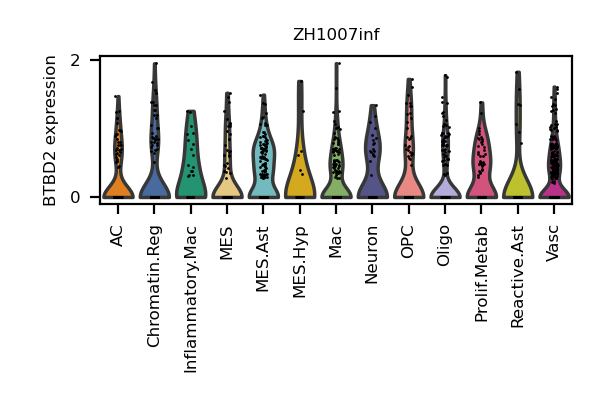 ZH1007inf
BTBD2 expression
2
0
AC
Chromatin.Reg
Inflammatory.Mac
MES
MES.Ast
MES.Hyp
Mac
Neuron
OPC
Oligo
Prolif.Metab
Reactive.Ast
Vasc